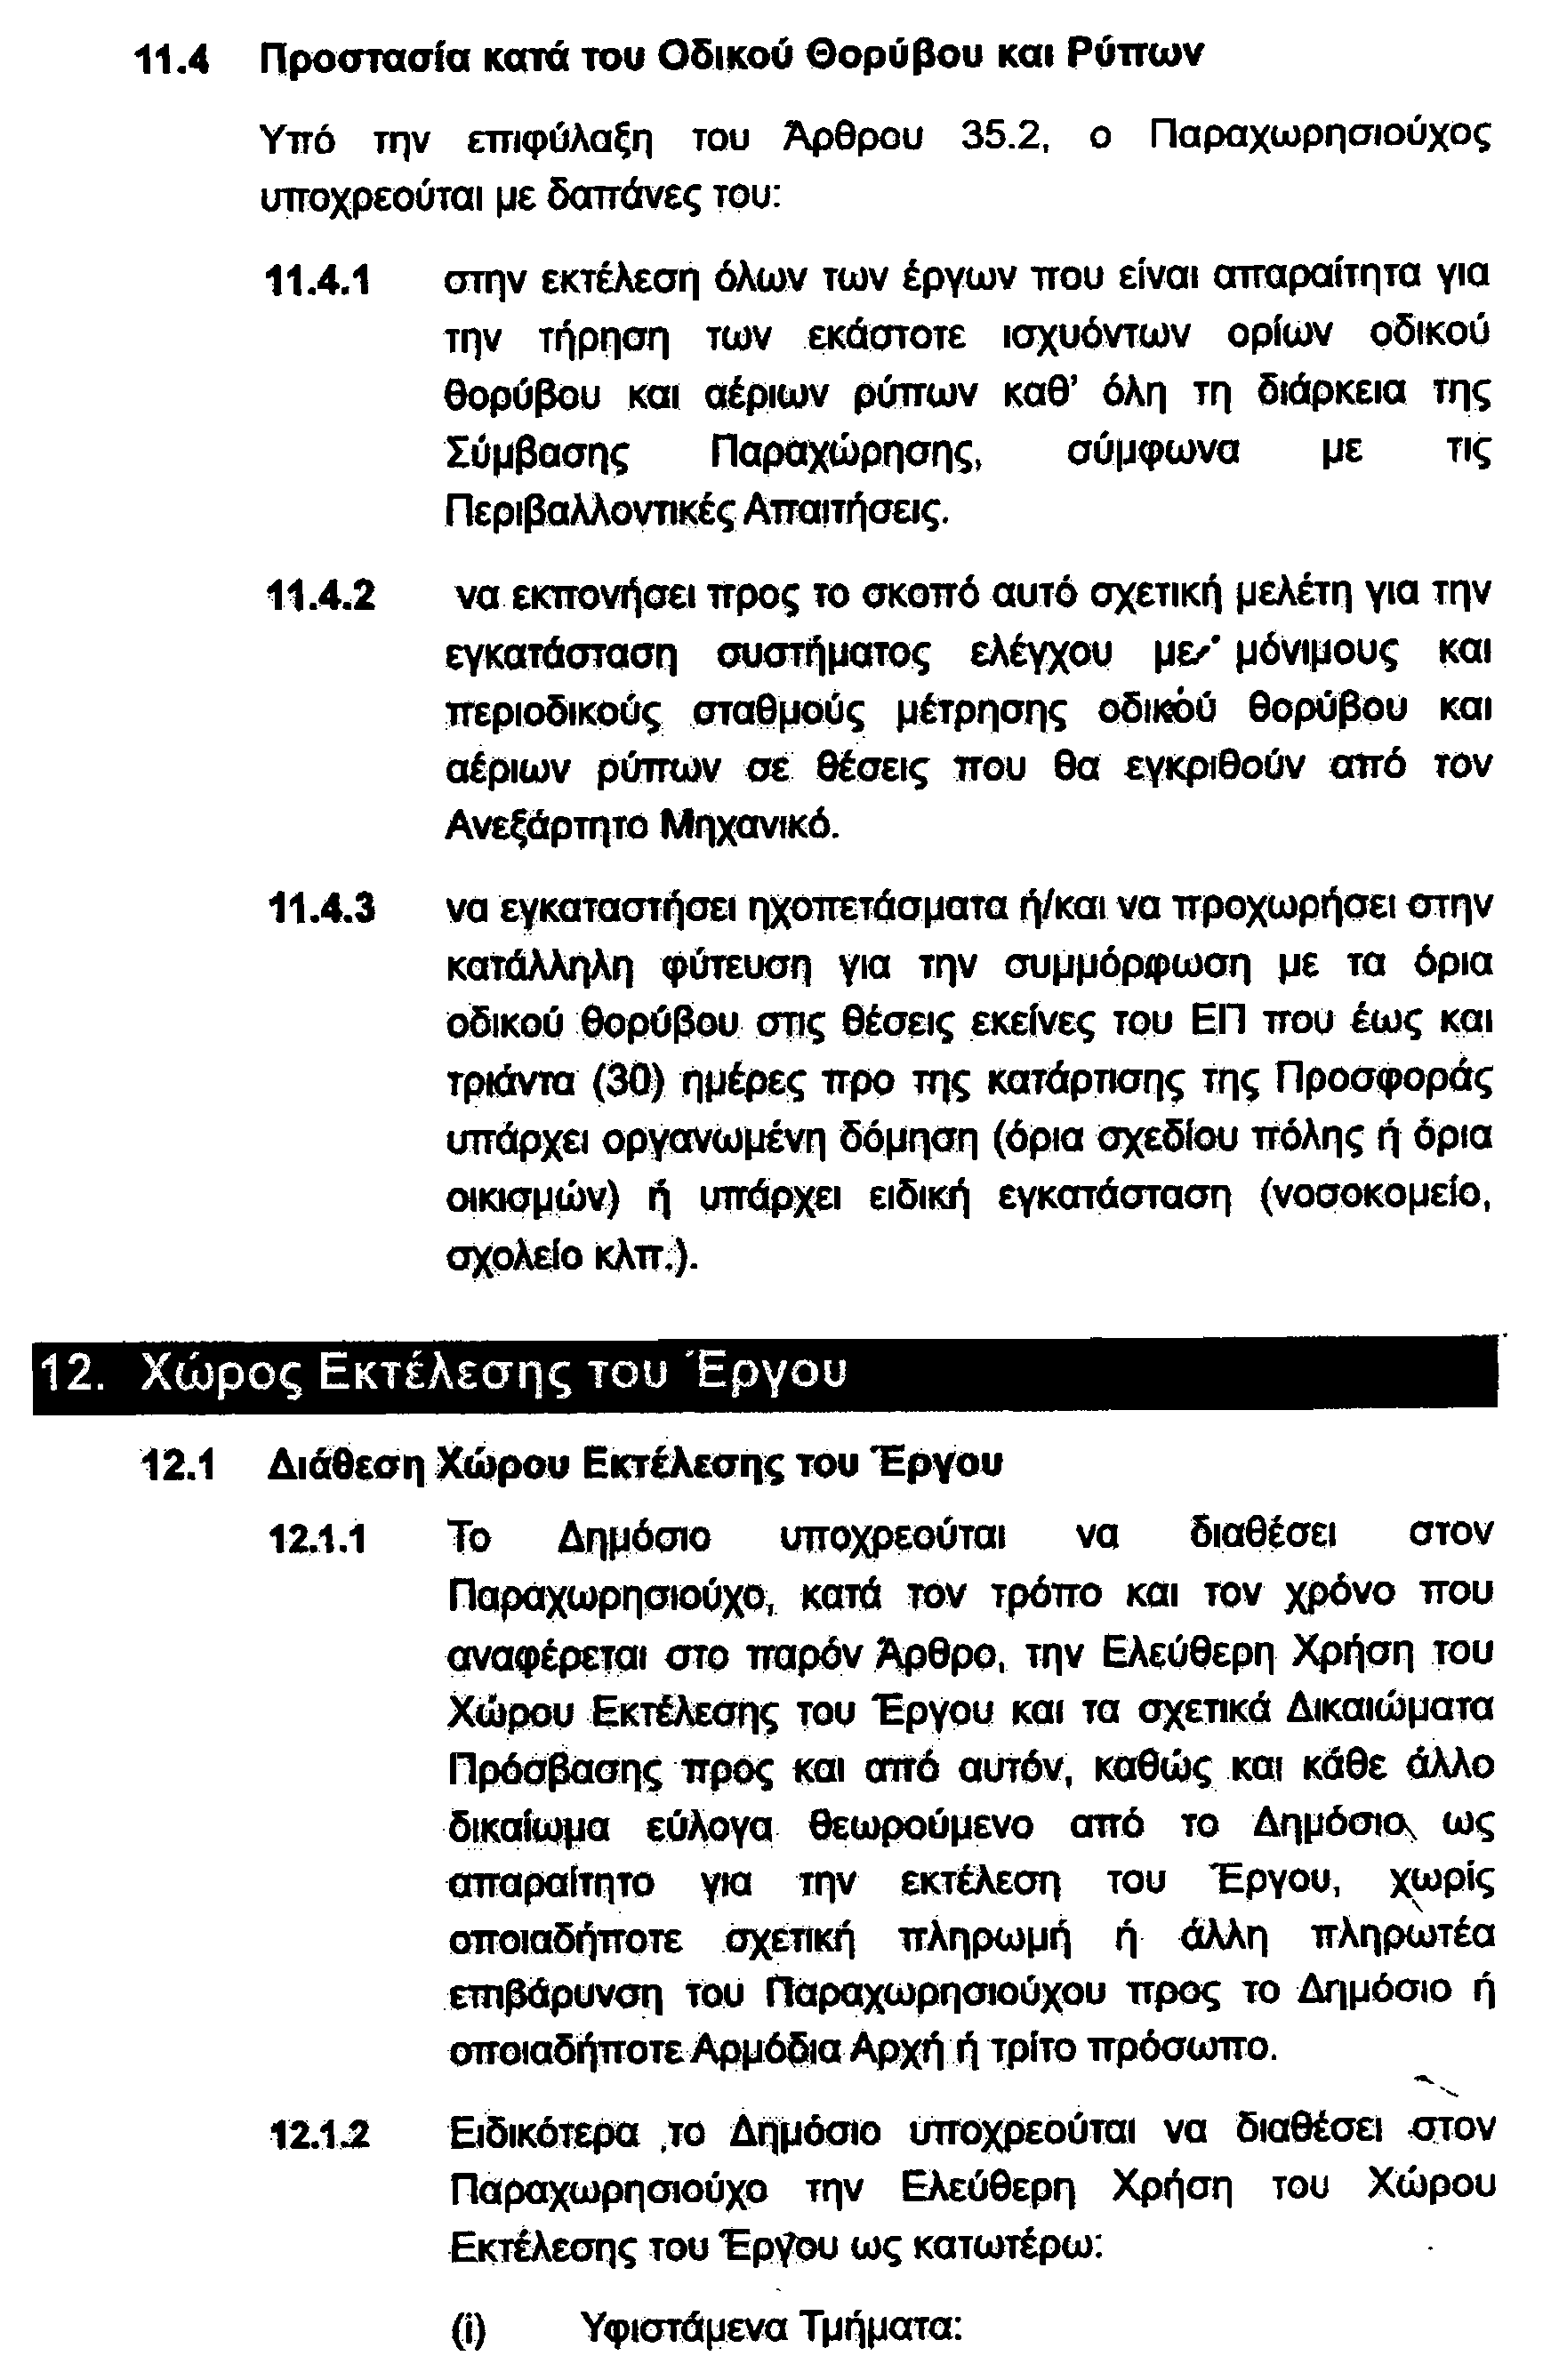 11.4 Προστασία κατά του Οδικού Θορύβου και Ρύπων
Υπό την επιφύλαξη του Άρθρου 35.2, ο Παραχωρησιούχος
υποχρεούται με δαπάνες του:
11.4.1 στην εκτέλεση όλων των έργων που είναι απαραίτητα για
την τήρηση των εκάστοτε ισχυόντων ορίων οδικού
θορύβου και αέριων ρύπων καθ’ όλη τη διάρκεια της
Σύμβασης Παραχώρησης, σύμφωνα με τις
Περιβαλλοντικές Απαιτήσεις.
11.4.2 να εκπονήσει προς το σκοπό αυτό σχετική μελέτη για την
εγκατάσταση συστήματος ελέγχου με μόνιμους και
περιοδικούς σταθμούς μέτρησης οδικού θορύβου και
αέριων ρύπων σε θέσεις που θα εγκριθούν από τον
Ανεξάρτητο Μηχανικό.
11.4.3 να εγκαταστήσει ηχοπετάσματα ή/και να προχωρήσει στην
κατάλληλη φύτευση για την συμμόρφωση με τα όρια
οδικού θορύβου στις θέσεις εκείνες του ΕΠ που έως και
τριάντα (30) ημέρες προ της κατάρτισης της Προσφοράς
υπάρχει οργανωμένη δόμηση (όρια σχεδίου πόλης ή όρια
οικισμών) ή υπάρχει ειδική εγκατάσταση (νοσοκομείο,
σχολείο κλπ.).
12. Χώρος Εκτέλεσης του Έργου
12.1 Διάθεση Χώρου Εκτέλεσης του Έργου
12.1.1 Το Δημόσιο υποχρεούται να διαθέσει στον
Παραχωρησιούχο, κατά τον τρόπο και τον χρόνο που
αναφέρεται στο παρόν Άρθρο, την Ελεύθερη Χρήση του
Χώρου Εκτέλεσης του Έργου και τα σχετικά Δικαιώματα
Πρόσβασης προς και από αυτόν, καθώς και κάθε άλλο
δικαίωμα εύλογα θεωρούμενο από το Δημόσιο ως
απαραίτητο για την εκτέλεση του Έργου, χωρίς
οποιαδήποτε σχετική πληρωμή ή άλλη πληρωτέα
επιβάρυνση του Παραχωρησιούχου προς το Δημόσιο ή
οποιαδήποτε Αρμόδια Αρχή ή τρίτο πρόσωπο.
12.1.2 Ειδικότερα ,το Δημόσιο υποχρεούται να διαθέσει στον
Παραχωρησιούχο την Ελεύθερη Χρήση του Χώρου
Εκτέλεσης του Έργου ως κατωτέρω:
(i) Υφιστάμενα Τμήματα: